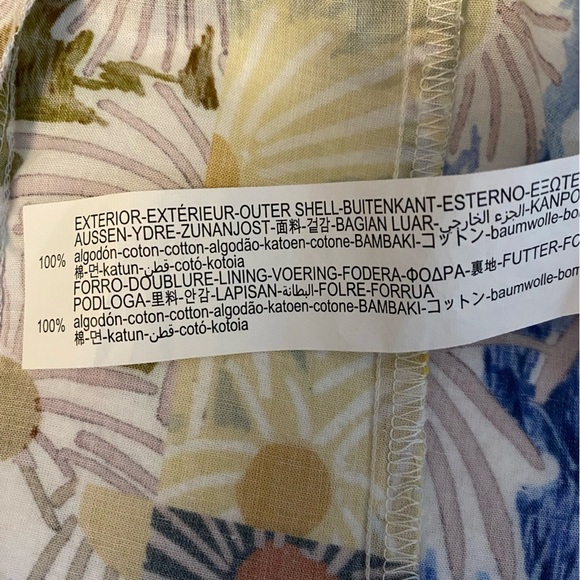 EXTERIOR-EXTÉRIEUR-OUTER SHELL-BUITENKANT-ESTERNO-ΕΞΩΤΕ
AUSSEN-YDRE-ZUNANJOST-面料-겉감-BAGIAN LUAR-الجزء الخارجي-KANPO
100% algodón-coton-cotton-algodão-katoen-cotone-BAMBAKI-コットン-baumwolle-bo
棉-면-katun-قطن-cotó-kotoia
FORRO-DOUBLURE-LINING-VOERING-FODERA-ΦΟΔΡΑ-裏地-FUTTER-FO
PODLOGA-里料-안감-LAPISAN-البطانة-FOLRE-FORRUA
100% algodón-coton-cotton-algodão-katoen-cotone-BAMBAKI-コットン-baumwolle-bom
棉-면-katun-قطن-cotó-kotoia